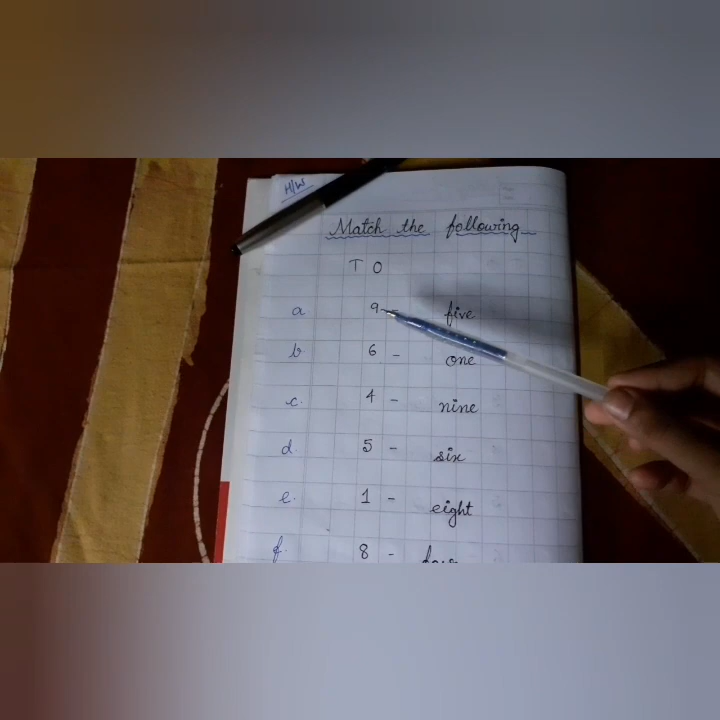 H/W
Match the following
T O
a 9 - five
b 6 - one
c. 4 - nine
d. 5 - six
e. 1 - eight
f. 8 -